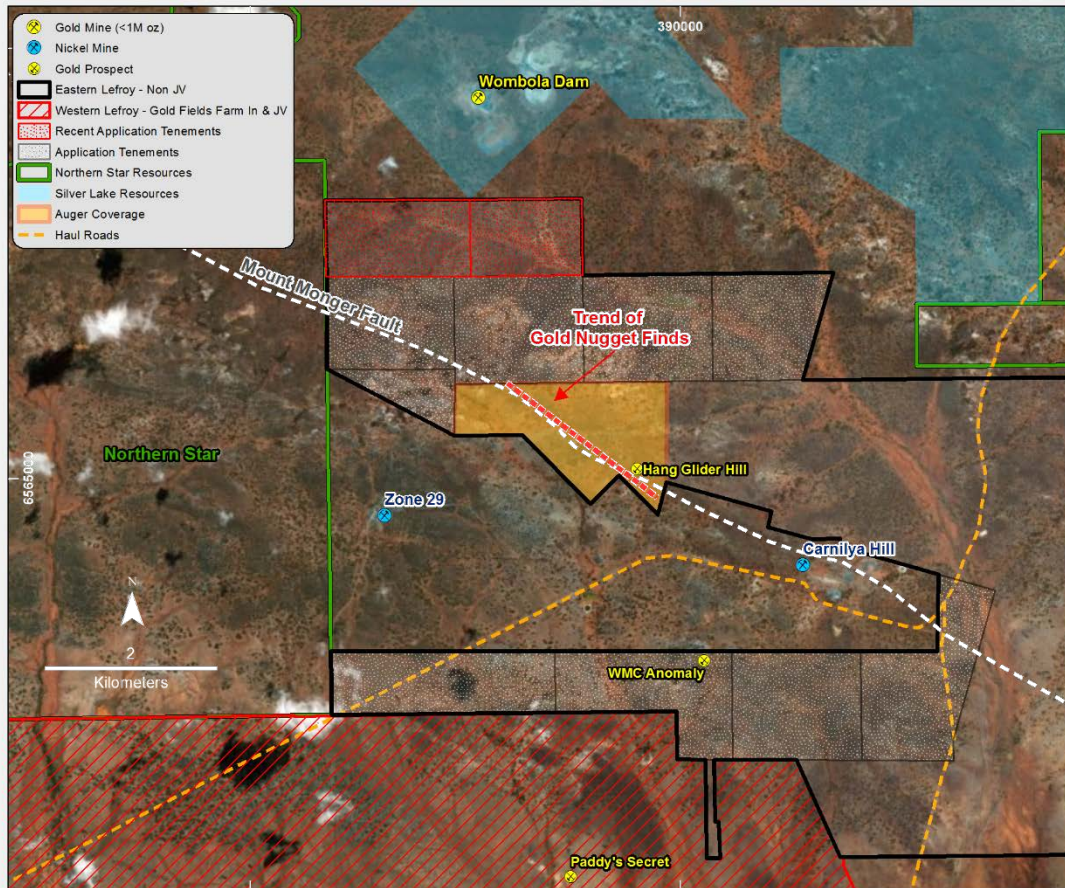 Gold Mine (<1M oz)
Nickel Mine
Gold Prospect
Eastern Lefroy - Non JV
Western Lefroy - Gold Fields Farm In & JV
Recent Application Tenements
Application Tenements
Northern Star Resources
Silver Lake Resources
Auger Coverage
Haul Roads
390000
Wombola Dam
Mount Monger Fault
Trend of
Gold Nugget Finds
Northern Star
6565000
Hang Glider Hill
Zone 29
Carnilya Hill
N
2
Kilometers
WMC Anomaly
Paddy's Secret